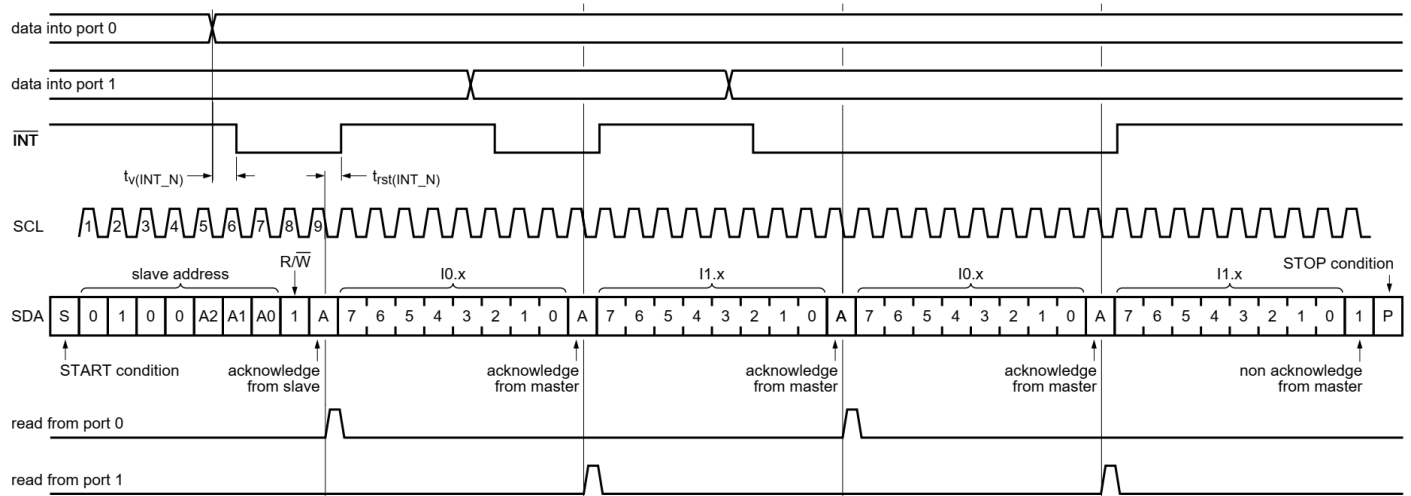 data into port 0
data into port 1
INT
tv(INT_N) trst(INT_N)
SCL 1 2 3 4 5 6 7 8 9
R/W
slave address I0.x I1.x I0.x I1.x STOP condition
SDA S 0 1 0 0 A2 A1 A0 1 A 7 6 5 4 3 2 1 0 A 7 6 5 4 3 2 1 0 A 7 6 5 4 3 2 1 0 A 7 6 5 4 3 2 1 0 1 P
START condition
acknowledge
from slave
acknowledge
from master
acknowledge
from master
acknowledge
from master
non acknowledge
from master
read from port 0
read from port 1